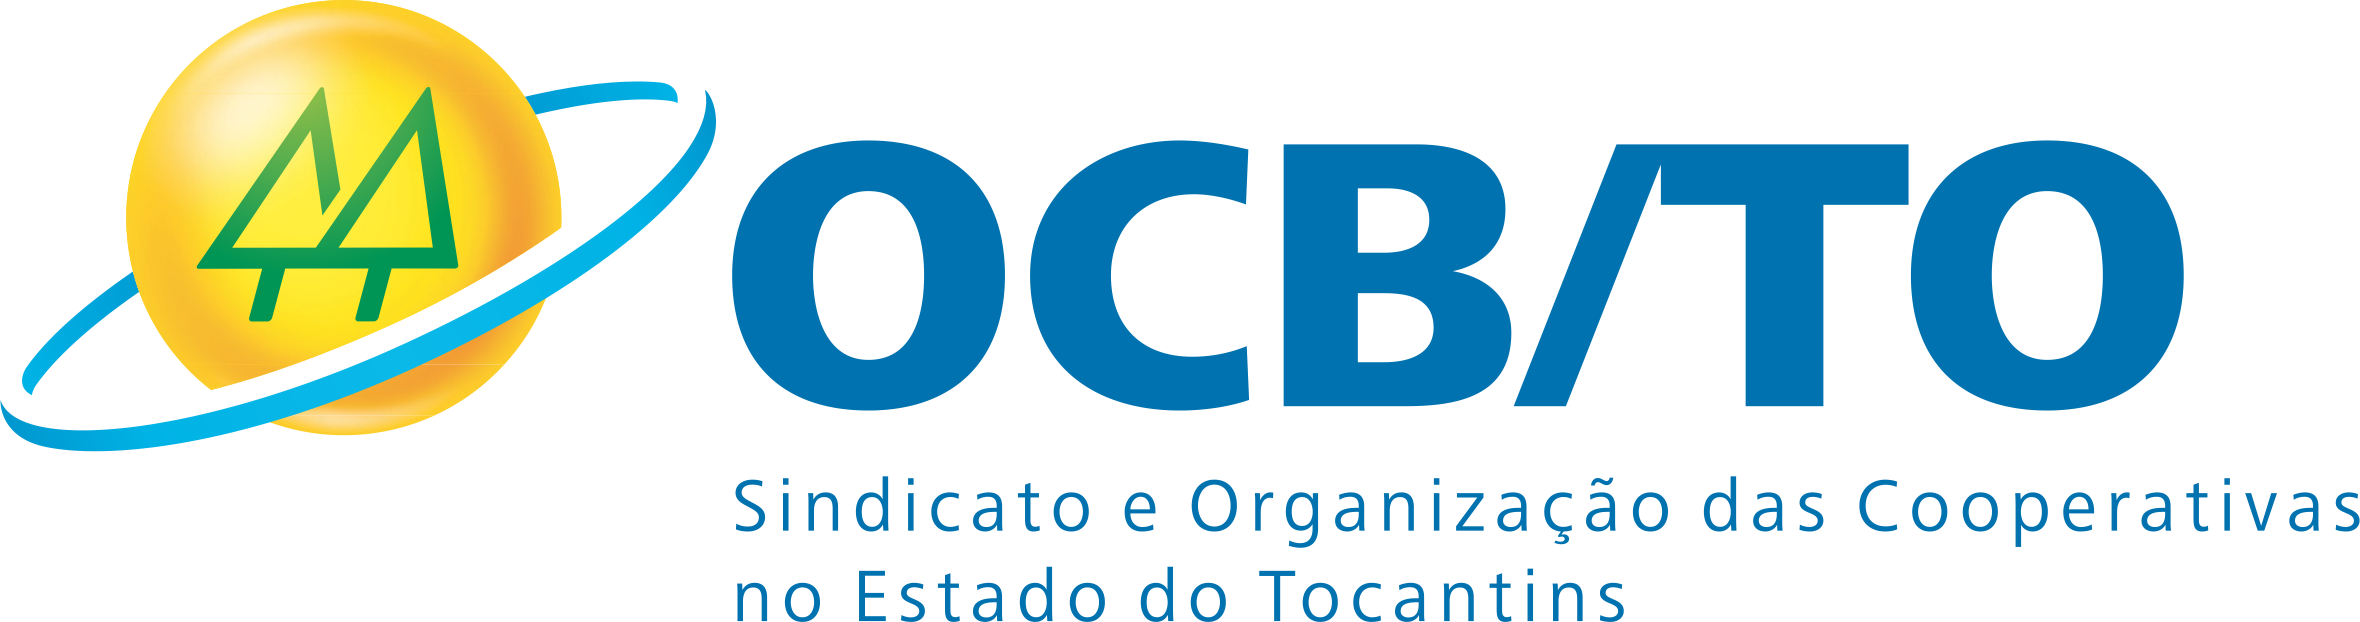 OCB/TO
Sindicato e Organização das Cooperativas
no Estado do Tocantins